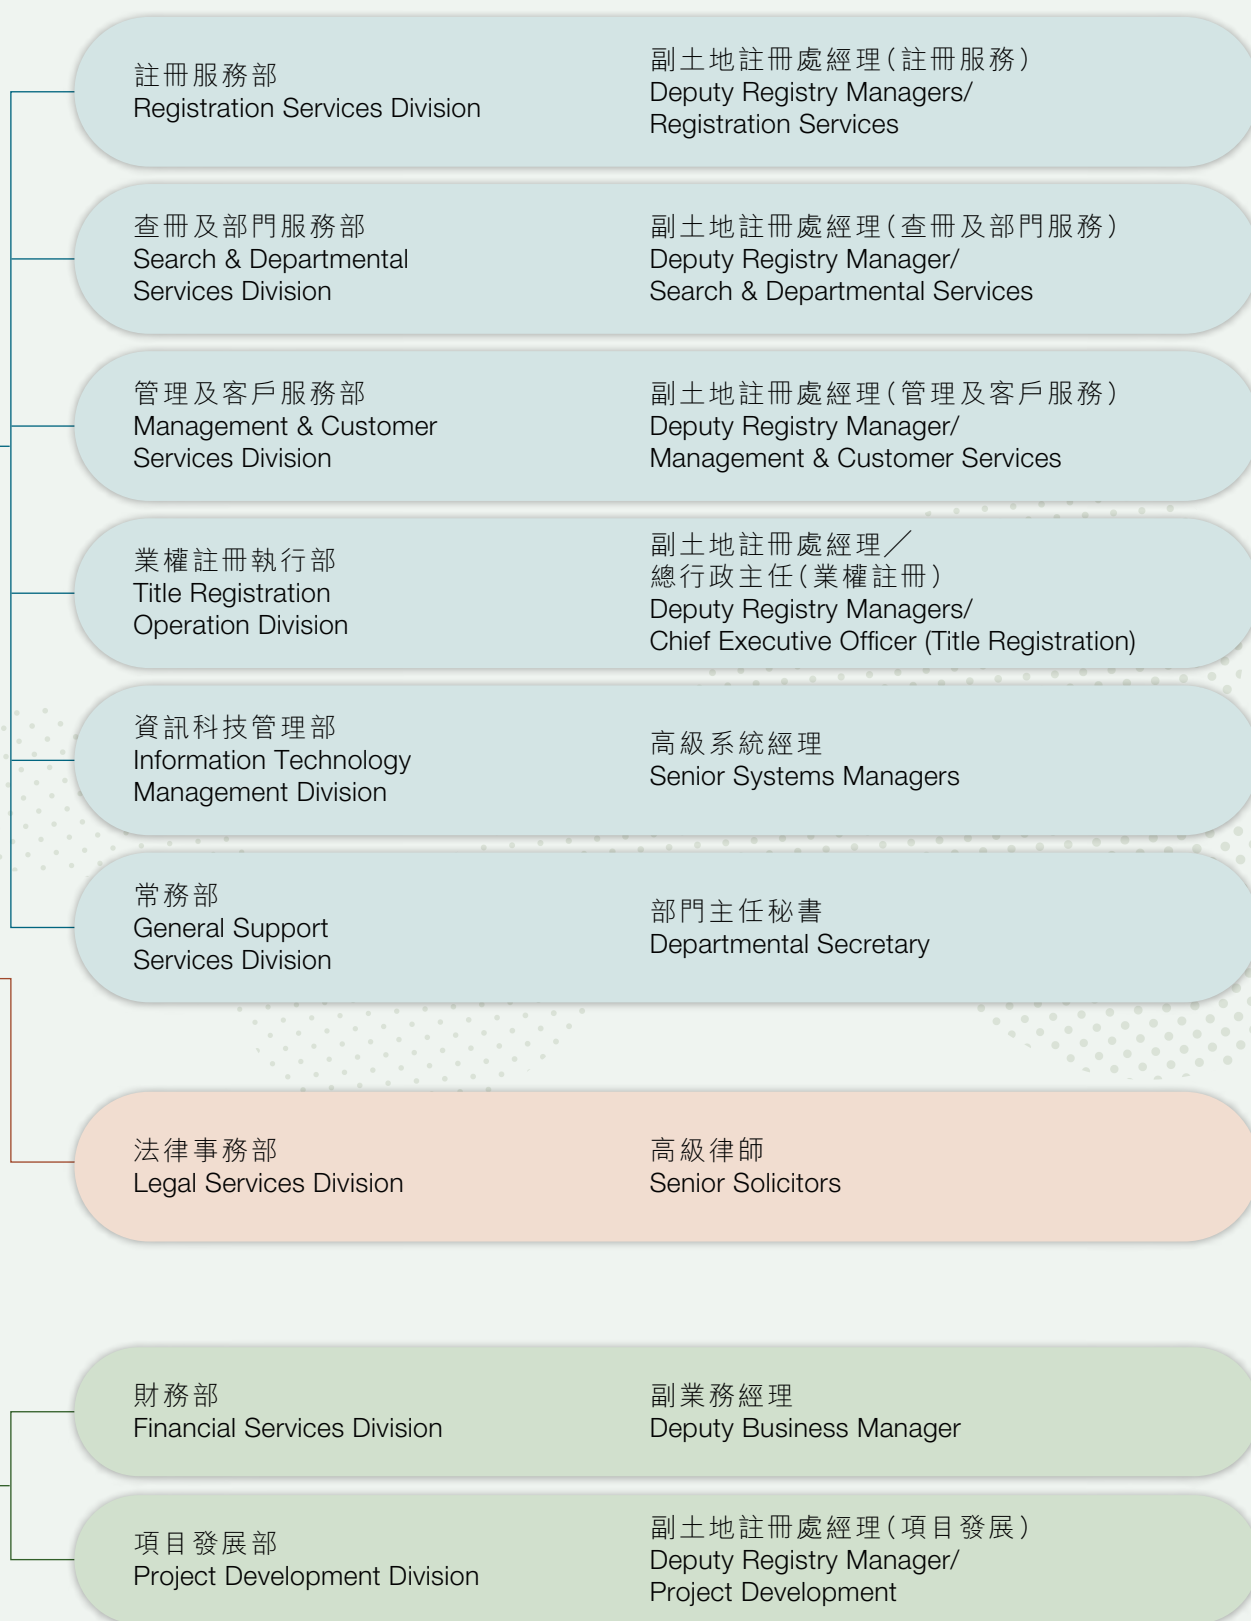 註冊服務部
Registration Services Division
副土地註冊處經理(註冊服務)
Deputy Registry Managers/
Registration Services
查冊及部門服務部
Search & Departmental
Services Division
副土地註冊處經理(查冊及部門服務)
Deputy Registry Manager/
Search & Departmental Services
管理及客戶服務部
Management & Customer
Services Division
副土地註冊處經理(管理及客戶服務)
Deputy Registry Manager/
Management & Customer Services
業權註冊執行部
Title Registration
Operation Division
副土地註冊處經理／
總行政主任(業權註冊)
Deputy Registry Managers/
Chief Executive Officer (Title Registration)
資訊科技管理部
Information Technology
Management Division
高級系統經理
Senior Systems Managers
常務部
General Support
Services Division
部門主任秘書
Departmental Secretary
法律事務部
Legal Services Division
高級律師
Senior Solicitors
財務部
Financial Services Division
副業務經理
Deputy Business Manager
項目發展部
Project Development Division
副土地註冊處經理(項目發展)
Deputy Registry Manager/
Project Development